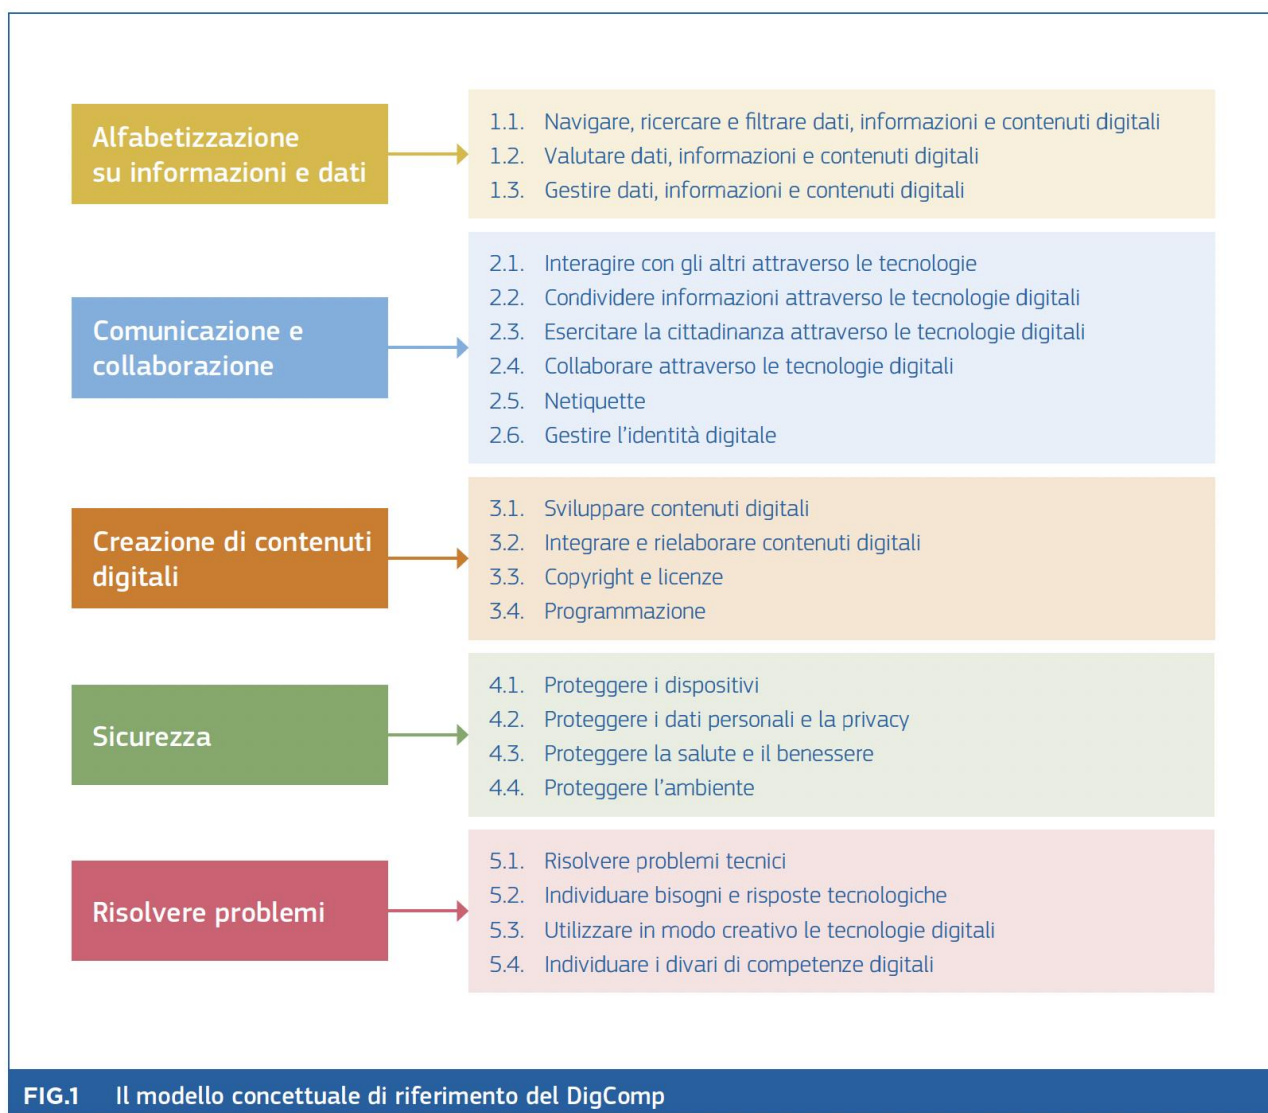 Alfabetizzazione
su informazioni e dati
1.1. Navigare, ricercare e filtrare dati, informazioni e contenuti digitali
1.2. Valutare dati, informazioni e contenuti digitali
1.3. Gestire dati, informazioni e contenuti digitali
Comunicazione e
collaborazione
2.1. Interagire con gli altri attraverso le tecnologie
2.2. Condividere informazioni attraverso le tecnologie digitali
2.3. Esercitare la cittadinanza attraverso le tecnologie digitali
2.4. Collaborare attraverso le tecnologie digitali
2.5. Netiquette
2.6. Gestire l'identità digitale
Creazione di contenuti
digitali
3.1. Sviluppare contenuti digitali
3.2. Integrare e rielaborare contenuti digitali
3.3. Copyright e licenze
3.4. Programmazione
Sicurezza
4.1. Proteggere i dispositivi
4.2. Proteggere i dati personali e la privacy
4.3. Proteggere la salute e il benessere
4.4. Proteggere l'ambiente
Risolvere problemi
5.1. Risolvere problemi tecnici
5.2. Individuare bisogni e risposte tecnologiche
5.3. Utilizzare in modo creativo le tecnologie digitali
5.4. Individuare i divari di competenze digitali
FIG.1 Il modello concettuale di riferimento del DigComp